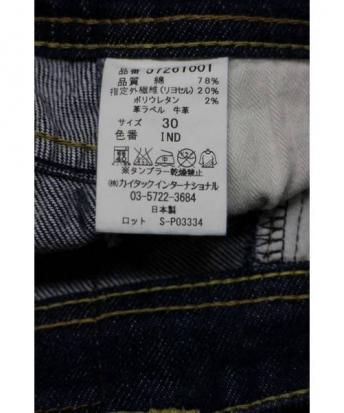 品番 37261001
品質 綿 78%
指定外繊維(リヨセル) 20%
ポリウレタン 2%
革ラベル 牛革
サイズ 30
色番 IND
※タンブラー乾燥禁止
㈱カイタックインターナショナル
03-5722-3684
日本製
ロット S-P03334